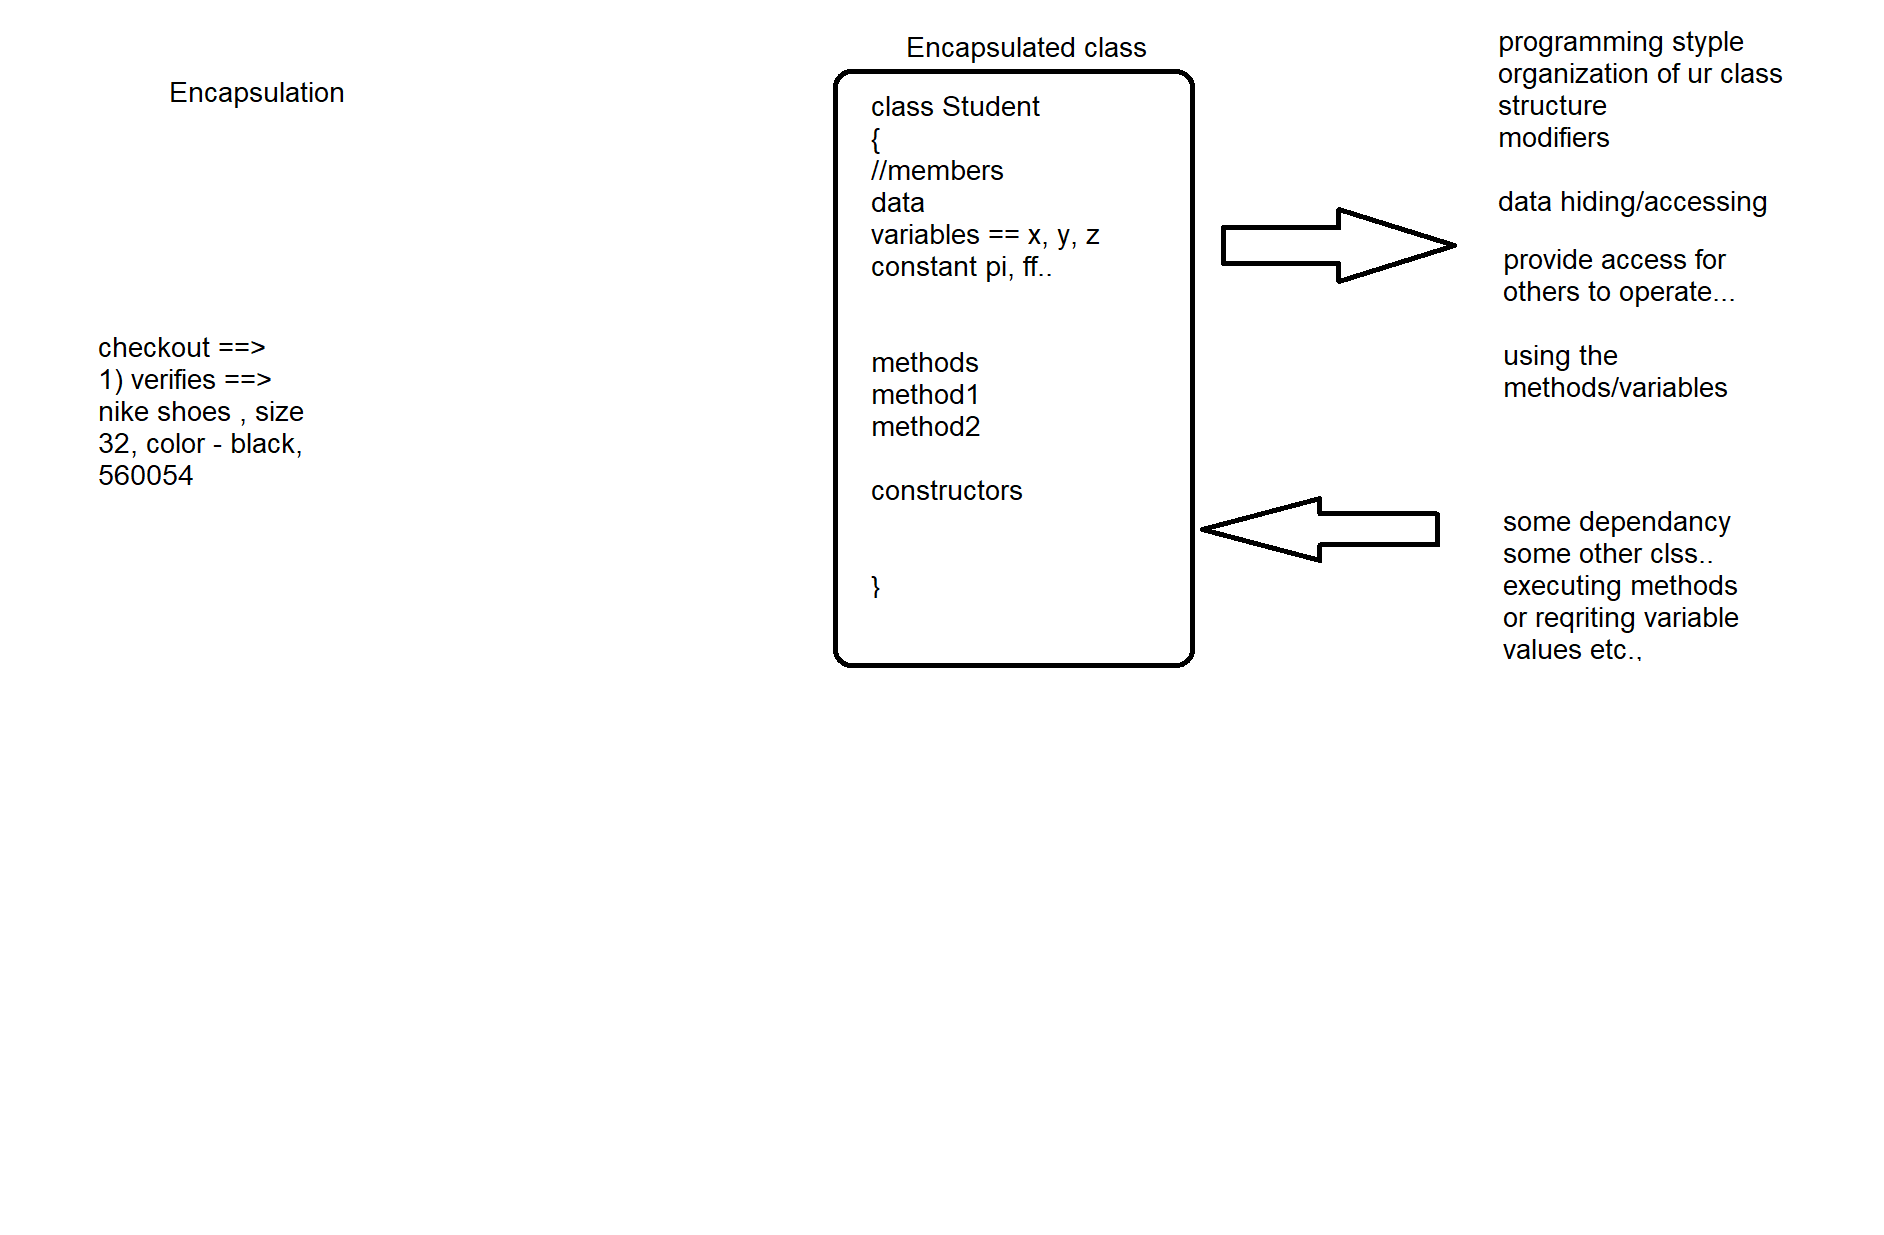 Encapsulation
checkout ==>
1) verifies ==>
nike shoes , size
32, color - black,
560054
Encapsulated class
class Student
{
//members
data
variables == x, y, z
constant pi, ff..
methods
method1
method2
constructors
}
programming styple
organization of ur class
structure
modifiers
data hiding/accessing
provide access for
others to operate...
using the
methods/variables
some dependancy
some other clss..
executing methods
or reqriting variable
values etc.,